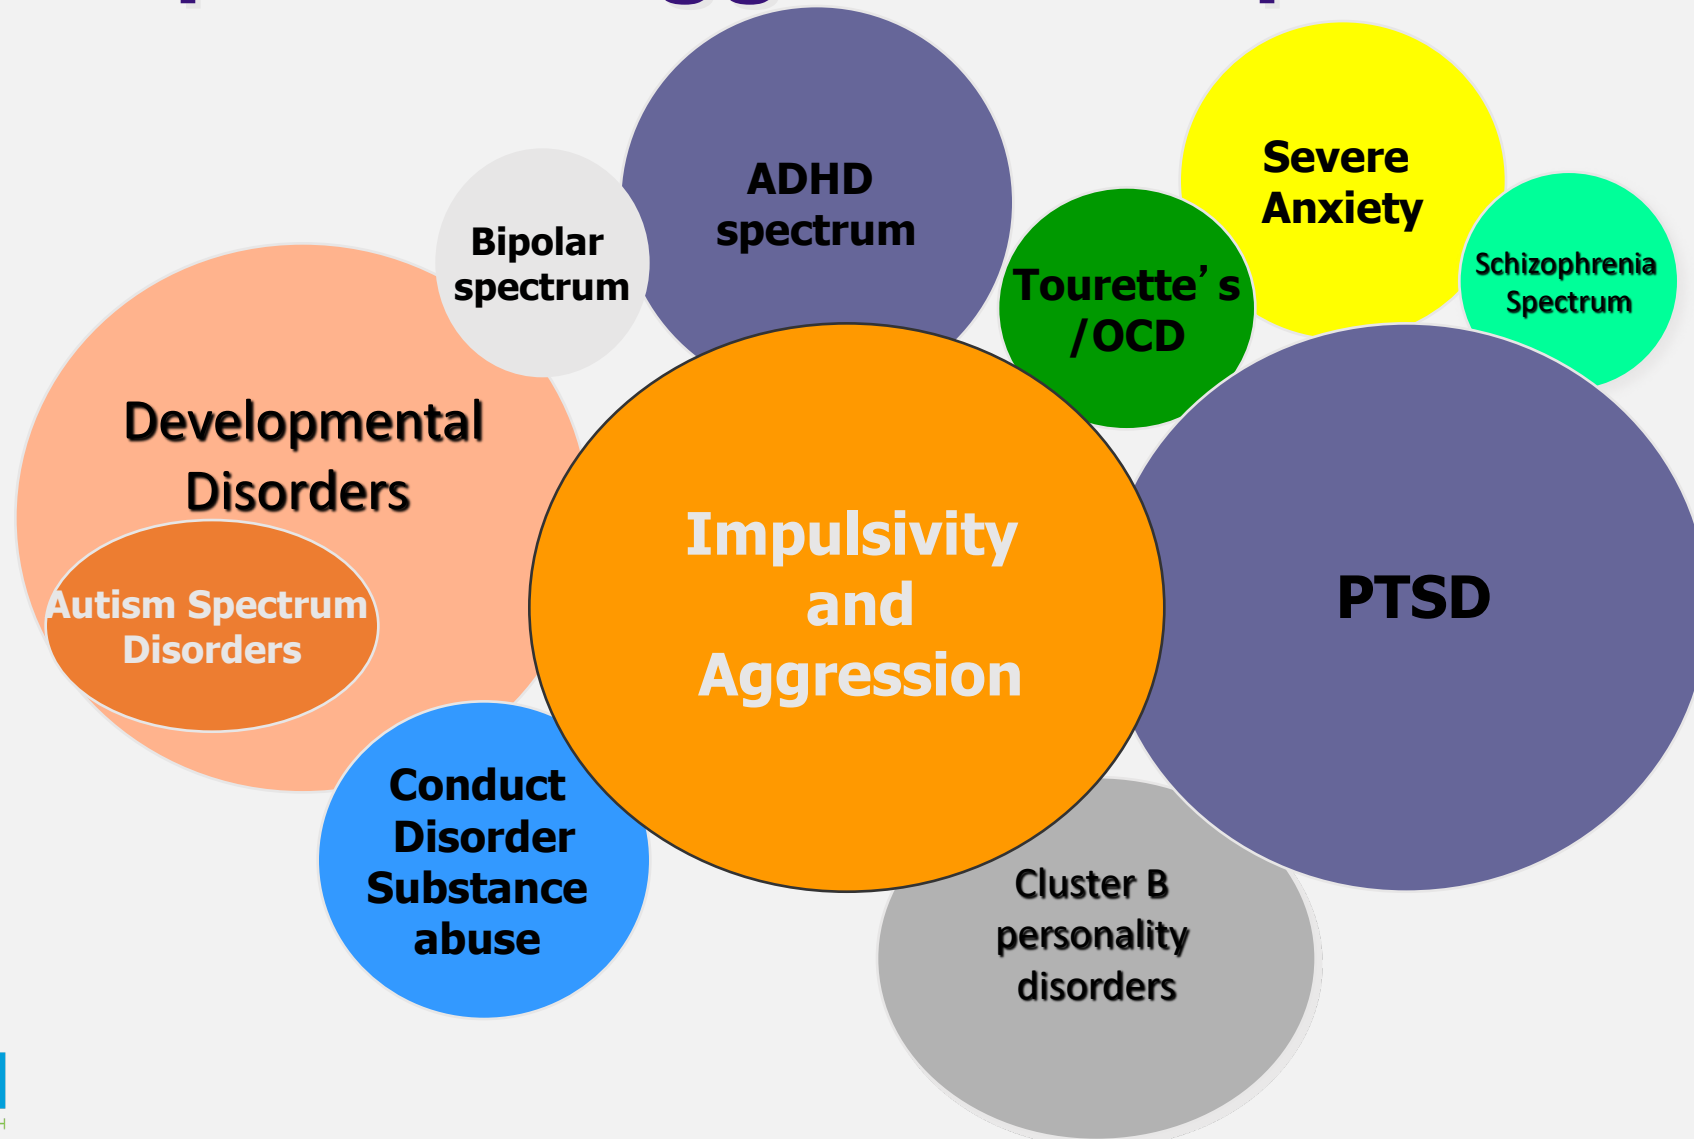 ADHD
spectrum
Severe
Anxiety
Bipolar
spectrum
Tourette’s
/OCD
Schizophrenia
Spectrum
Developmental
Disorders
Autism Spectrum
Disorders
Impulsivity
and
Aggression
PTSD
Conduct
Disorder
Substance
abuse
Cluster B
personality
disorders